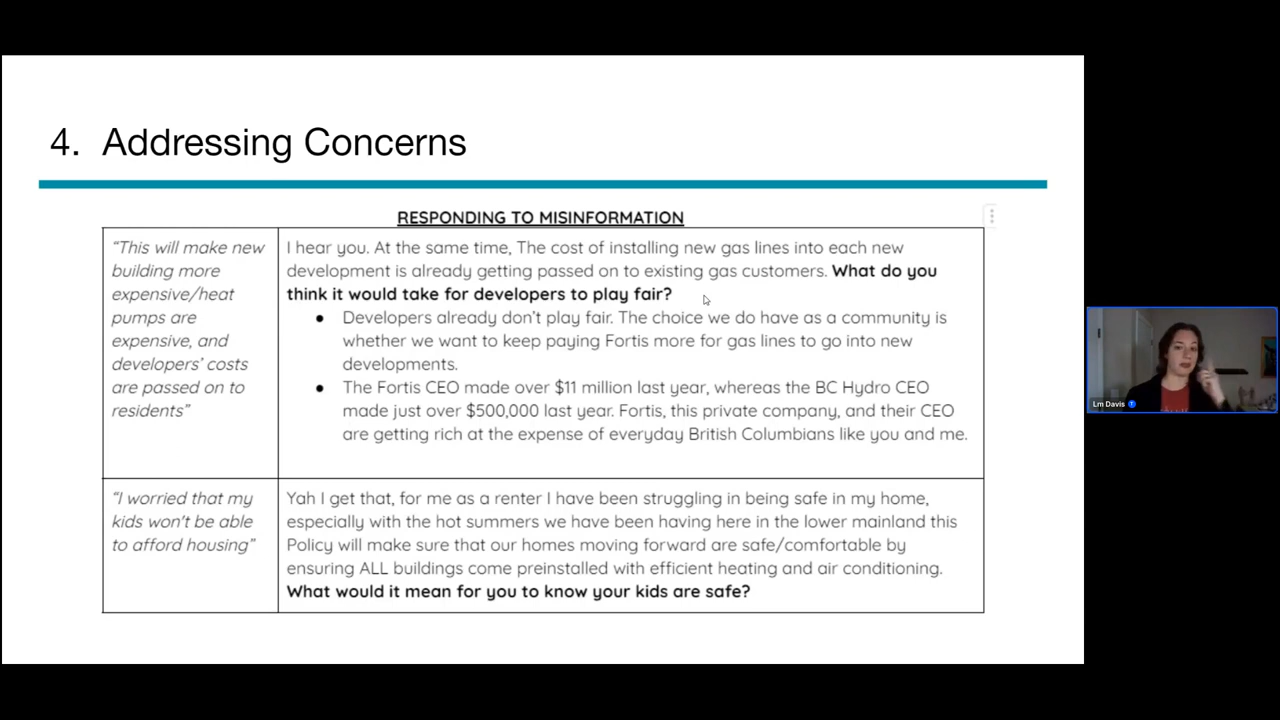 4. Addressing Concerns
RESPONDING TO MISINFORMATION
“This will make new
building more
expensive/heat
pumps are
expensive, and
developers’ costs
are passed on to
residents”
I hear you. At the same time, The cost of installing new gas lines into each new
development is already getting passed on to existing gas customers. What do you
think it would take for developers to play fair?
● Developers already don’t play fair. The choice we do have as a community is
whether we want to keep paying Fortis more for gas lines to go into new
developments.
● The Fortis CEO made over $11 million last year, whereas the BC Hydro CEO
made just over $500,000 last year. Fortis, this private company, and their CEO
are getting rich at the expense of everyday British Columbians like you and me.
“I worried that my
kids won’t be able
to afford housing”
Yah I get that, for me as a renter I have been struggling in being safe in my home,
especially with the hot summers we have been having here in the lower mainland this
Policy will make sure that our homes moving forward are safe/comfortable by
ensuring ALL buildings come preinstalled with efficient heating and air conditioning.
What would it mean for you to know your kids are safe?
Lm Davis